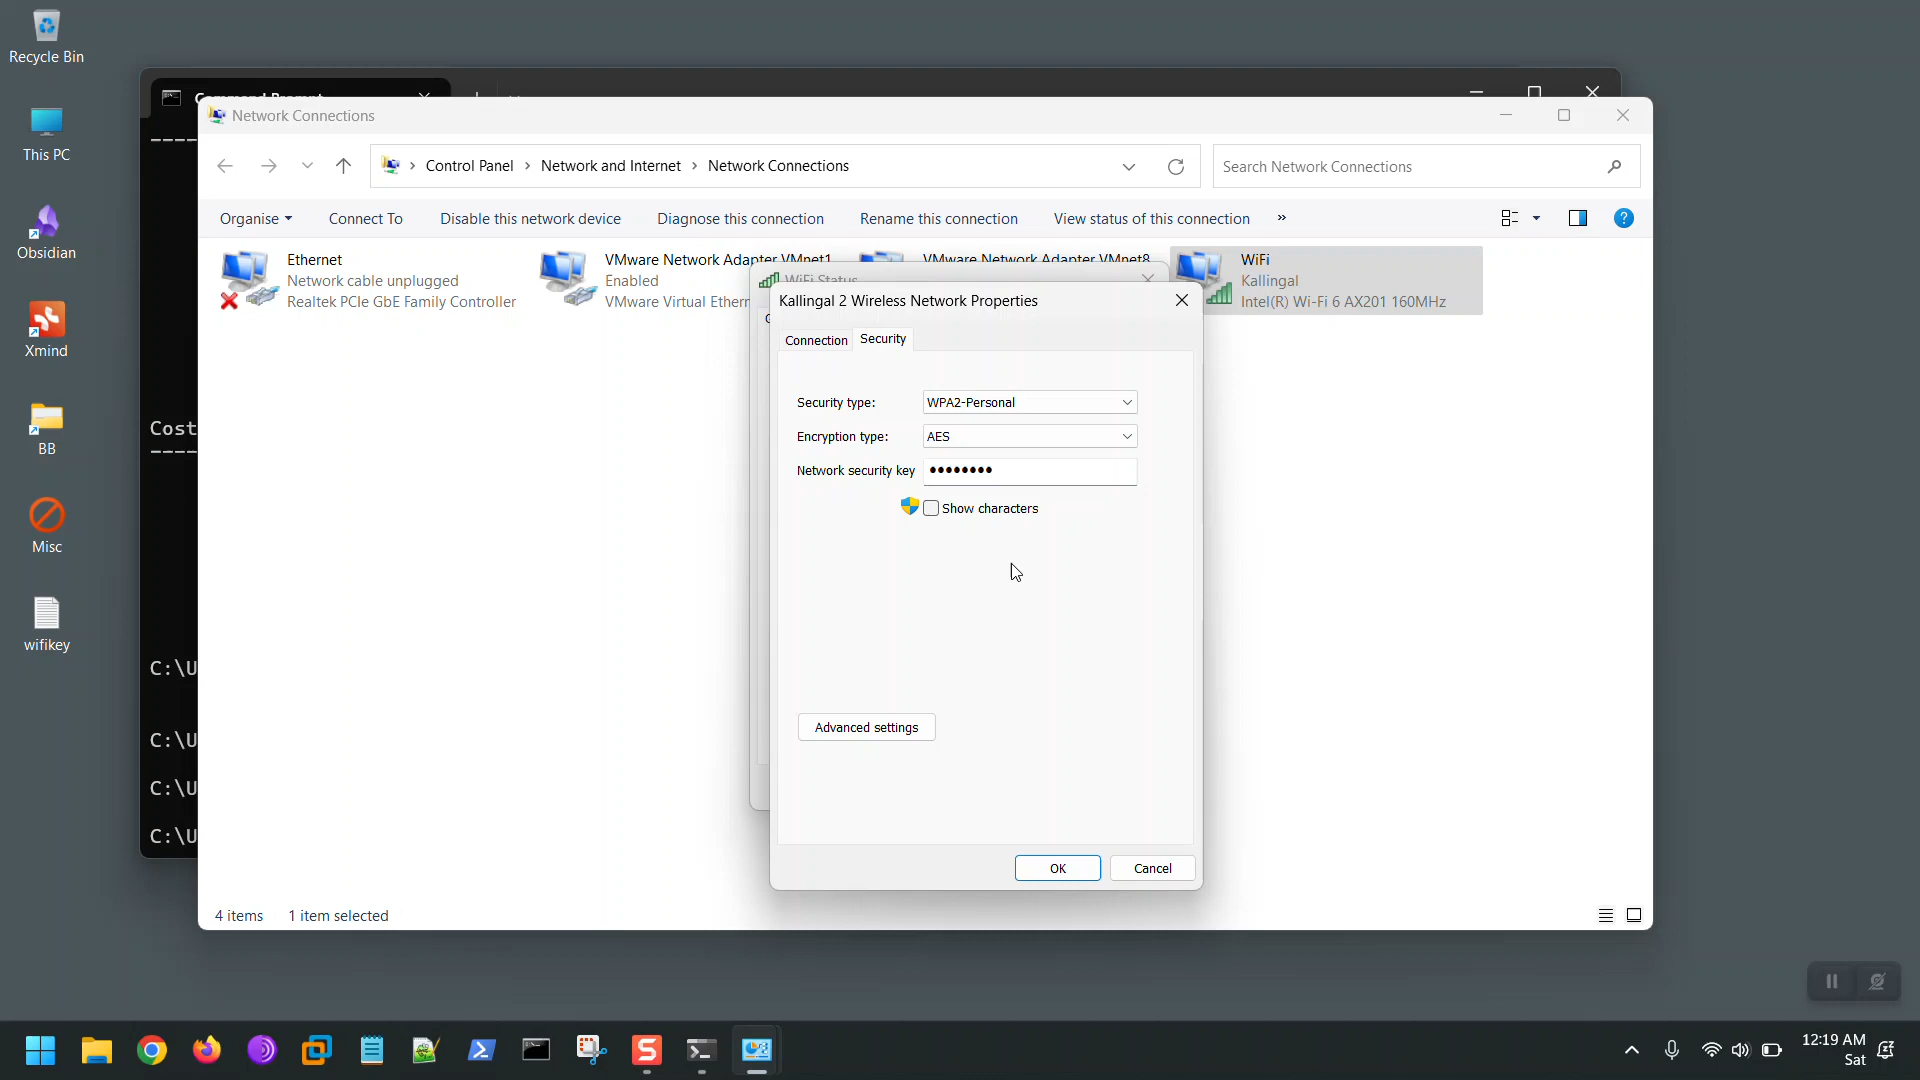 Recycle Bin
This PC
Obsidian
Xmind
BB
Misc
wifikey
Command Prompt
-----
Cost
-----
C:\U
C:\U
C:\U
C:\U
Network Connections
Control Panel > Network and Internet > Network Connections
Search Network Connections
Organise
Connect To
Disable this network device
Diagnose this connection
Rename this connection
View status of this connection
»
Ethernet
Network cable unplugged
Realtek PCIe GbE Family Controller
VMware Network Adapter VMnet1
Enabled
VMware Virtual Ethern
VMware Network Adapter VMnet8
WiFi
Kallingal
Intel(R) Wi-Fi 6 AX201 160MHz
WiFi Status
Kallingal 2 Wireless Network Properties
Connection
Security
Security type:
WPA2-Personal
Encryption type:
AES
Network security key
••••••••
Show characters
Advanced settings
OK
Cancel
4 items
1 item selected
12:19 AM
Sat